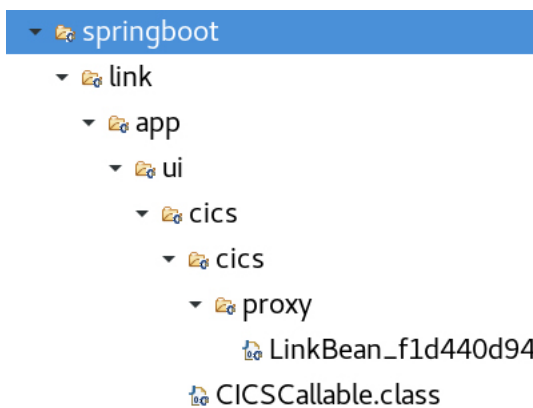 springboot
link
app
ui
cics
cics
proxy
LinkBean_f1d440d94
CICSCallable.class